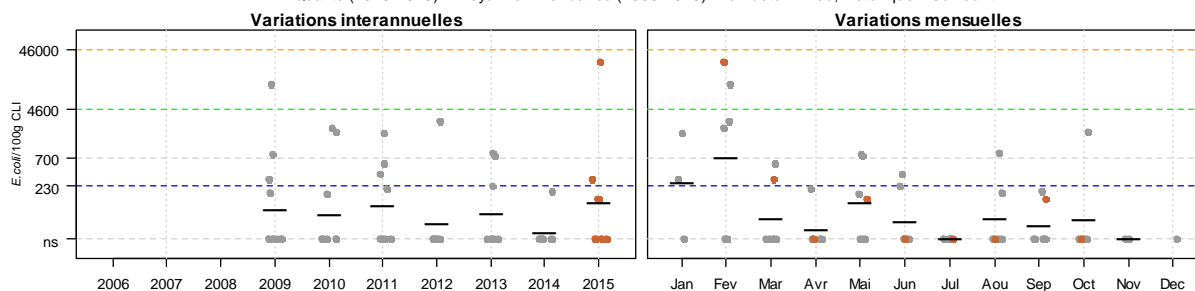 Variations interannuelles
Variations mensuelles
E.coli/100g CLI
46000
4600
700
230
ns
2006 2007 2008 2009 2010 2011 2012 2013 2014 2015
Jan Fev Mar Avr Mai Jun Jul Aou Sep Oct Nov Dec